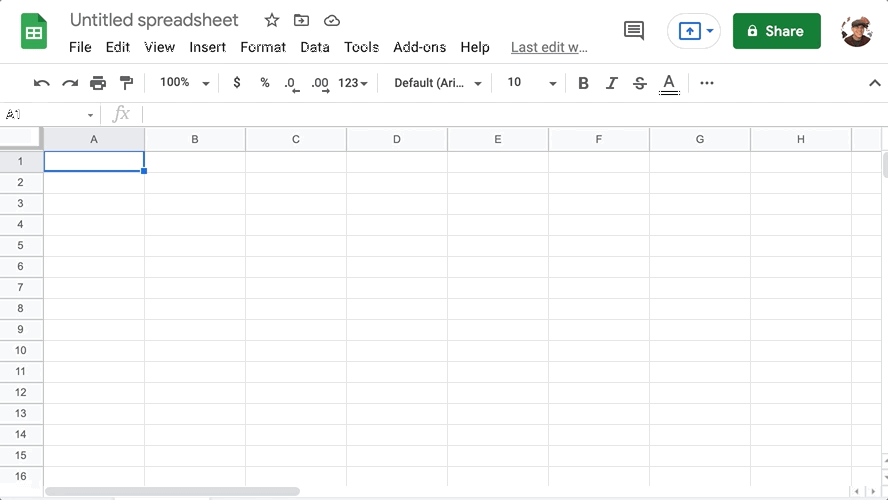 Untitled spreadsheet
File Edit View Insert Format Data Tools Add-ons Help Last edit w...
Share
100% $ % .0 .00 123 Default (Ari... 10 B I S A
A1 fx
A B C D E F G H
1
2
3
4
5
6
7
8
9
10
11
12
13
14
15
16